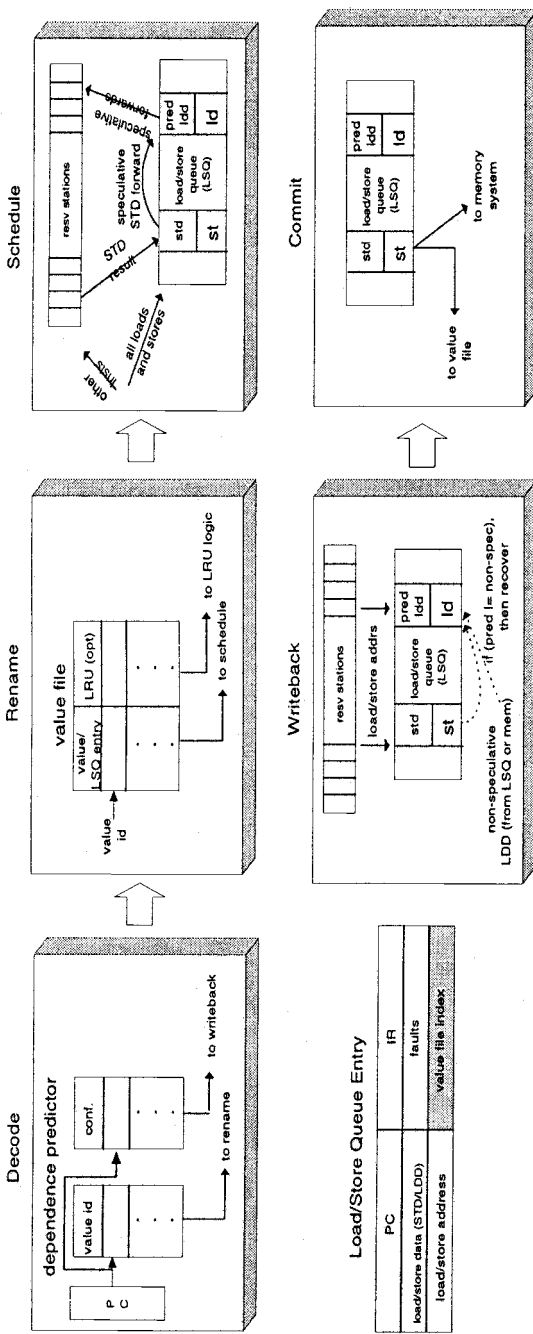 Decode
dependence predictor
P
C
value id
conf.
. . .
. . .
to rename
to writeback
Rename
value file
value/
LSQ entry
LRU (opt)
value
id
. . .
. . .
to LRU logic
to schedule
Schedule
resv stations
other
insts
all loads
and stores
STD
result
speculative
STD forward
speculative
forwards
std
st
load/store
queue
(LSQ)
pred
ldd
ld
Load/Store Queue Entry
PC
IR
load/store data (STD/LDD)
faults
load/store address
value file index
Writeback
resv stations
load/store addrs
std
st
load/store
queue
(LSQ)
pred
ldd
ld
non-speculative
LDD (from LSQ or mem)
if (pred != non-spec),
then recover
Commit
std
st
load/store
queue
(LSQ)
pred
ldd
ld
to value
file
to memory
system